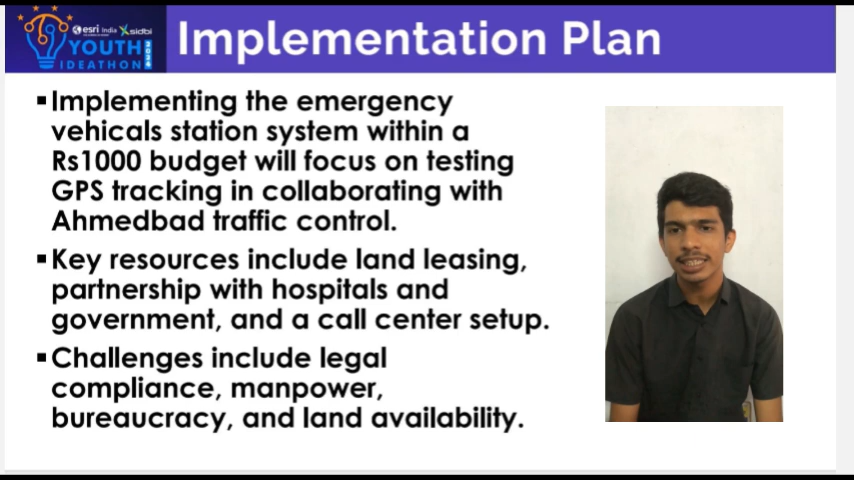 esri India sidbi
YOUTH
IDEATHON
2024
Implementation Plan
▪Implementing the emergency
vehicals station system within a
Rs1000 budget will focus on testing
GPS tracking in collaborating with
Ahmedbad traffic control.
▪Key resources include land leasing,
partnership with hospitals and
government, and a call center setup.
▪Challenges include legal
compliance, manpower,
bureaucracy, and land availability.